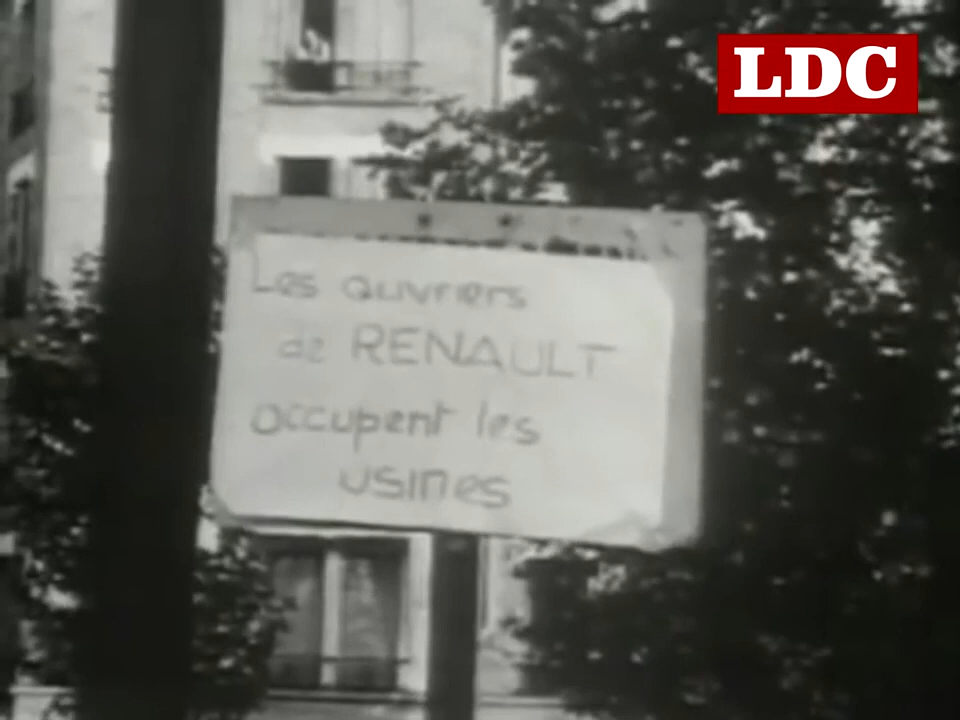 LDC
Les ouvriers
de RENAULT
occupent les
usines